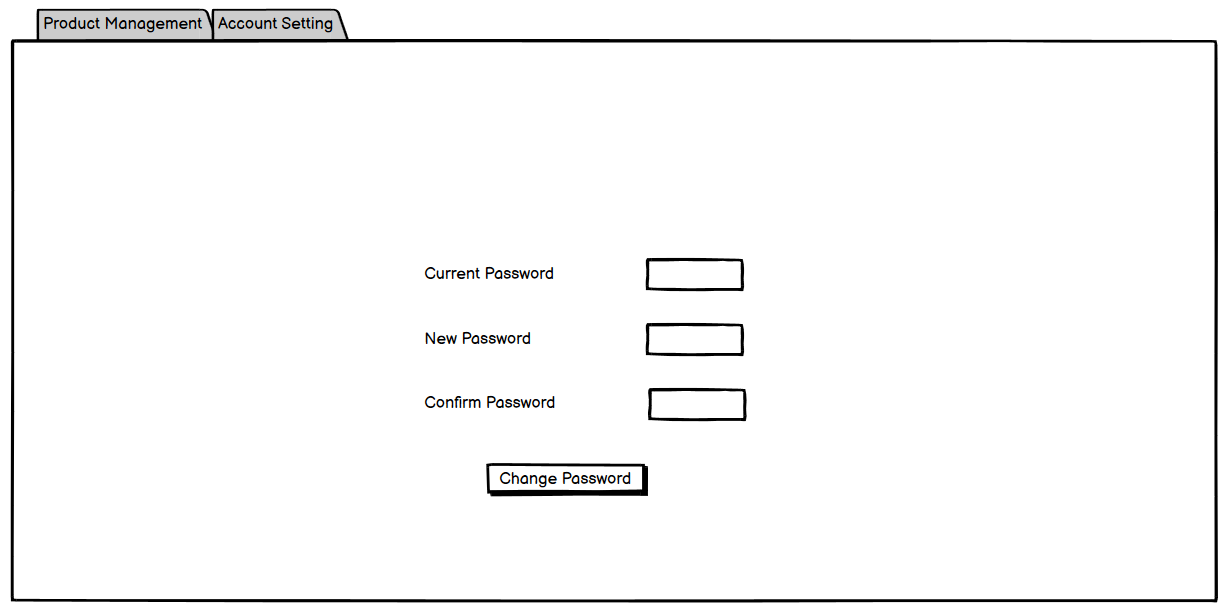 Product Management Account Setting
Current Password
New Password
Confirm Password
Change Password